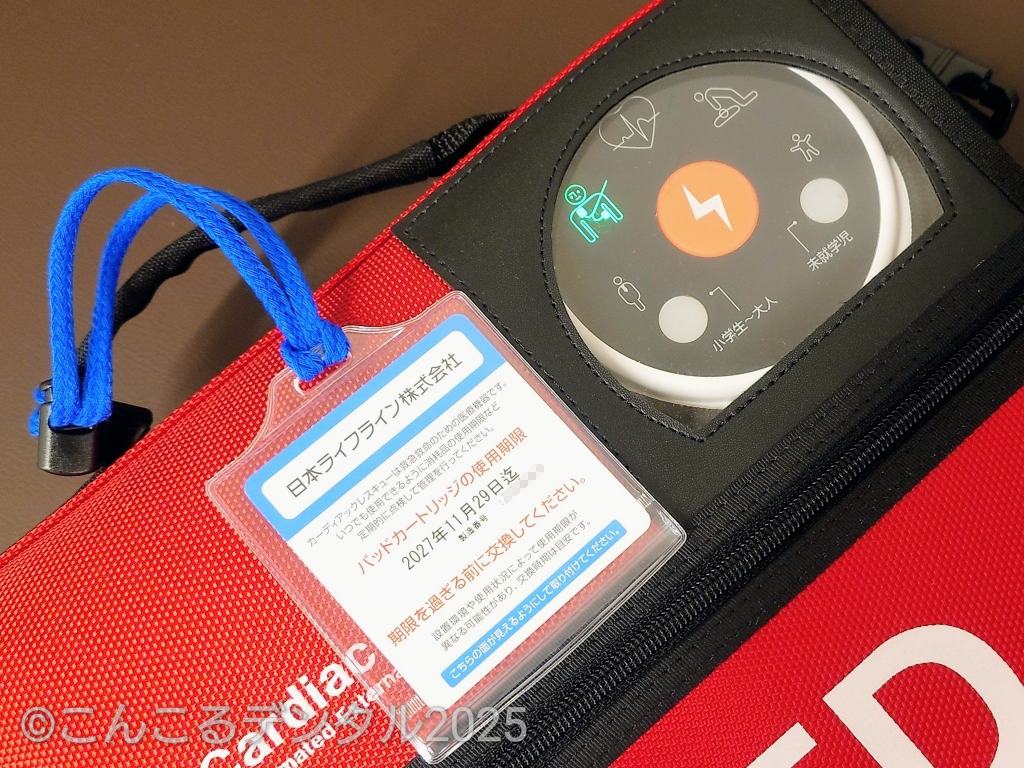 未就学児
小学生～大人
日本ライフライン株式会社
カーディアックレスキューは救急救命のための医療機器です。
いつでも使用できるように消耗品の使用期限など
定期的に点検して管理を行ってください。
パッドカートリッジの使用期限
2027年11月29日迄
製造番号
期限を過ぎる前に交換してください。
設置環境や使用状況によって使用期限が
異なる可能性があり、交換時期は目安です。
こちらの面が見えるようにして取り付けてください。
Cardiac
mated Externa
ED
©こんこるデンタル2025